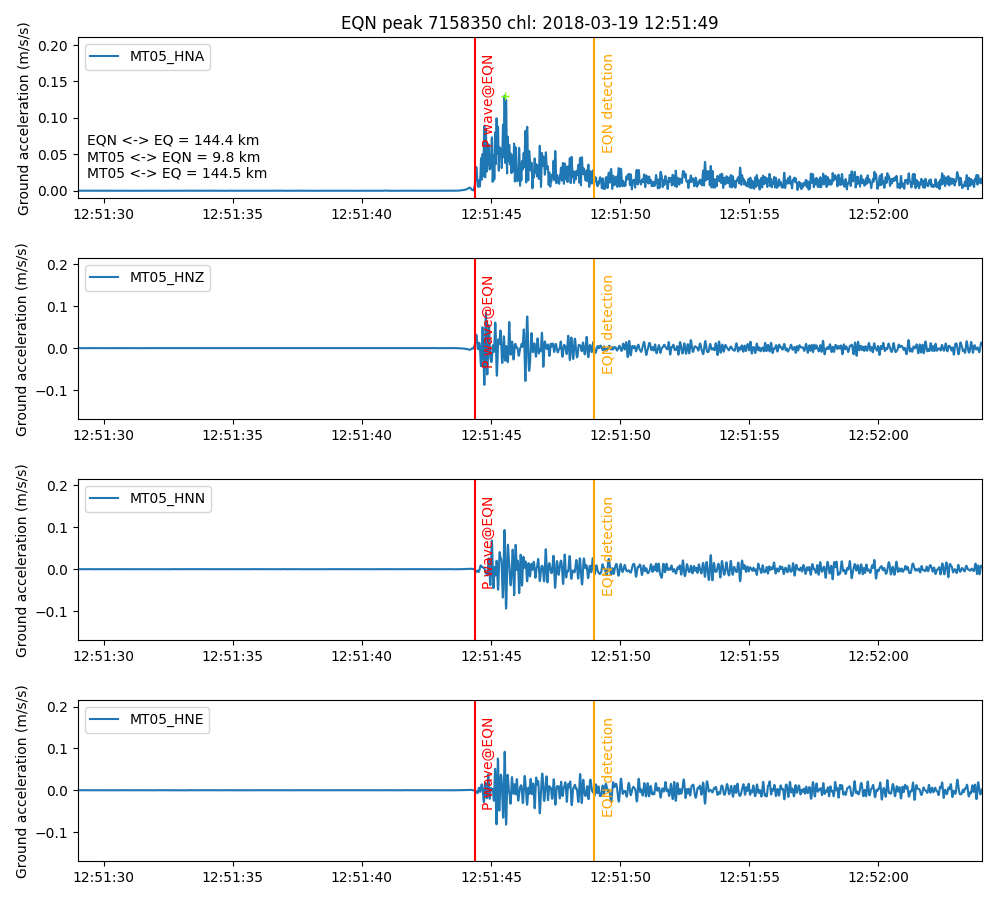 EQN peak 7158350 chl: 2018-03-19 12:51:49
Ground acceleration (m/s/s)
0.20
0.15
0.10
0.05
0.00
MT05_HNA
EQN <-> EQ = 144.4 km
MT05 <-> EQN = 9.8 km
MT05 <-> EQ = 144.5 km
P wave@EQN
EQN detection
12:51:30 12:51:35 12:51:40 12:51:45 12:51:50 12:51:55 12:52:00
Ground acceleration (m/s/s)
0.2
0.1
0.0
−0.1
MT05_HNZ
P wave@EQN
EQN detection
12:51:30 12:51:35 12:51:40 12:51:45 12:51:50 12:51:55 12:52:00
Ground acceleration (m/s/s)
0.2
0.1
0.0
−0.1
MT05_HNN
P wave@EQN
EQN detection
12:51:30 12:51:35 12:51:40 12:51:45 12:51:50 12:51:55 12:52:00
Ground acceleration (m/s/s)
0.2
0.1
0.0
−0.1
MT05_HNE
P wave@EQN
EQN detection
12:51:30 12:51:35 12:51:40 12:51:45 12:51:50 12:51:55 12:52:00